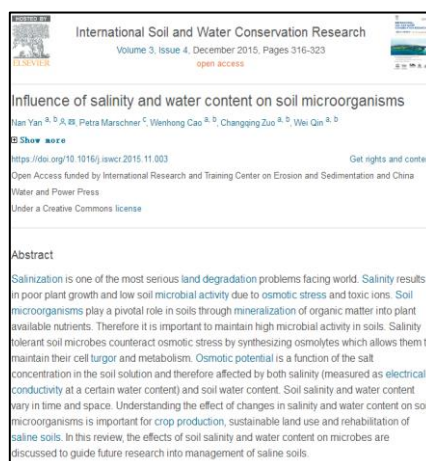 HOSTED BY
ELSEVIER
International Soil and Water Conservation Research
Volume 3, Issue 4, December 2015, Pages 316-323
open access
Influence of salinity and water content on soil microorganisms
Nan Yan a, b, Petra Marschner c, Wenhong Cao a, b, Changqing Zuo a, b, Wei Qin a, b
Show more
https://doi.org/10.1016/j.iswcr.2015.11.003 Get rights and conte
Open Access funded by International Research and Training Center on Erosion and Sedimentation and China
Water and Power Press
Under a Creative Commons license
Abstract
Salinization is one of the most serious land degradation problems facing world. Salinity results
in poor plant growth and low soil microbial activity due to osmotic stress and toxic ions. Soil
microorganisms play a pivotal role in soils through mineralization of organic matter into plant
available nutrients. Therefore it is important to maintain high microbial activity in soils. Salinity
tolerant soil microbes counteract osmotic stress by synthesizing osmolytes which allows them t
maintain their cell turgor and metabolism. Osmotic potential is a function of the salt
concentration in the soil solution and therefore affected by both salinity (measured as electrical
conductivity at a certain water content) and soil water content. Soil salinity and water content
vary in time and space. Understanding the effect of changes in salinity and water content on soi
microorganisms is important for crop production, sustainable land use and rehabilitation of
saline soils. In this review, the effects of soil salinity and water content on microbes are
discussed to guide future research into management of saline soils.